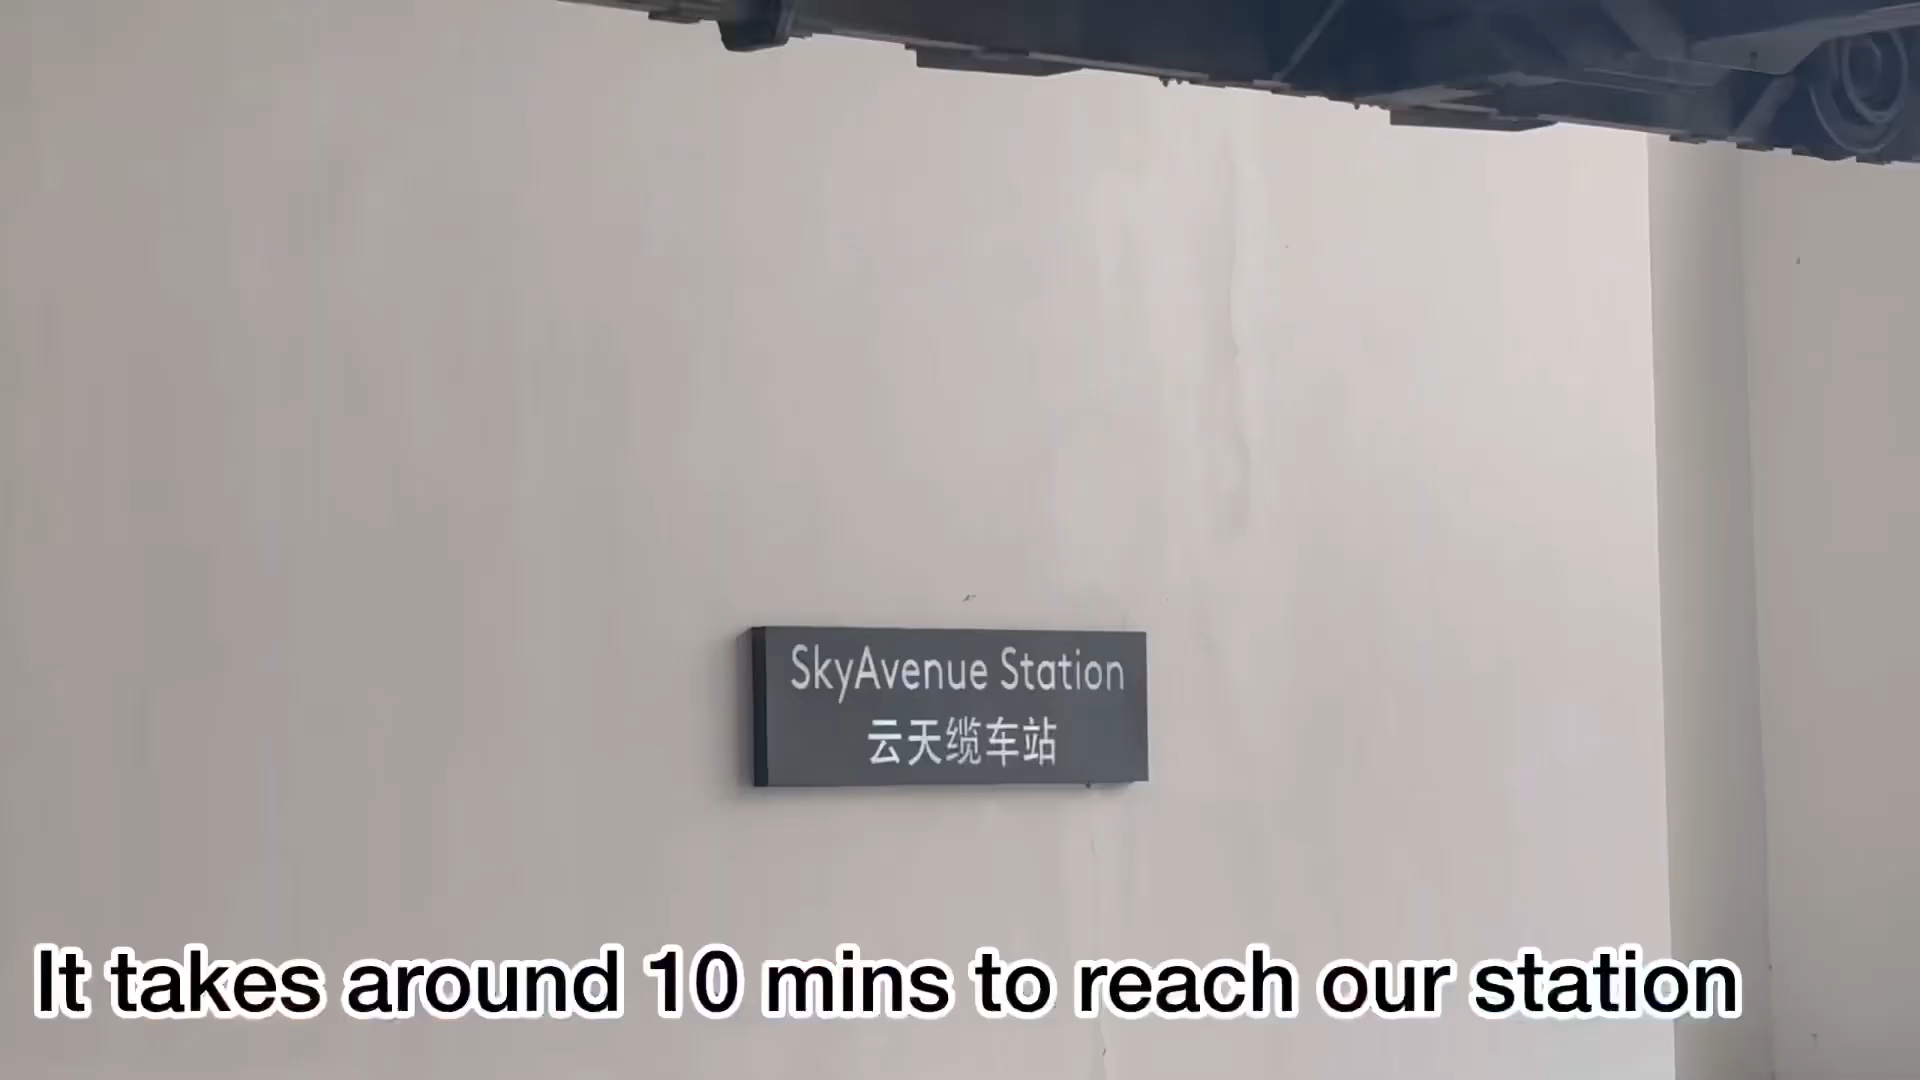 SkyAvenue Station
云天缆车站
It takes around 10 mins to reach our station